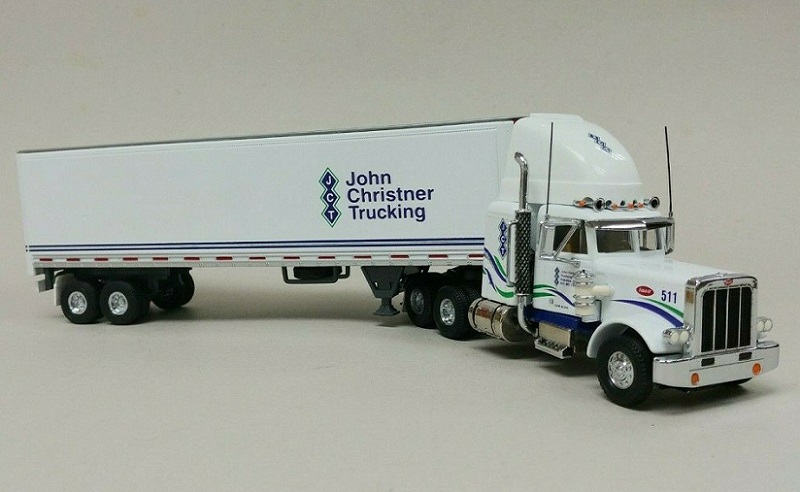 J
C
T
John
Christner
Trucking
JCT
511